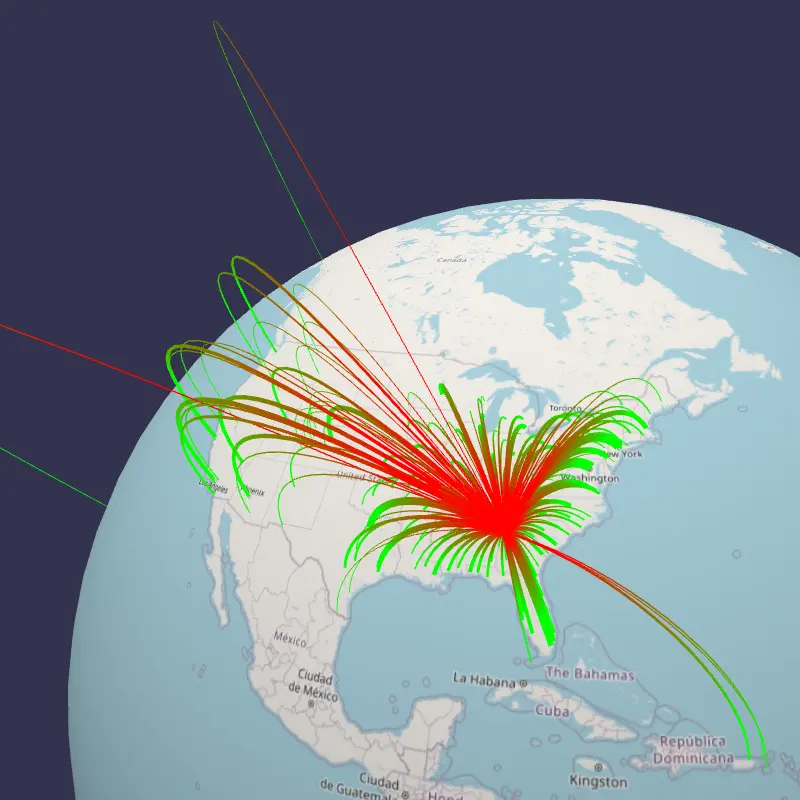 Canada
Toronto
New York
Washington
United States
Los Angeles
Phoenix
México
Ciudad
de México
La Habana
The Bahamas
Cuba
República
Dominicana
Kingston
Ciudad
de Guatemala
Hond